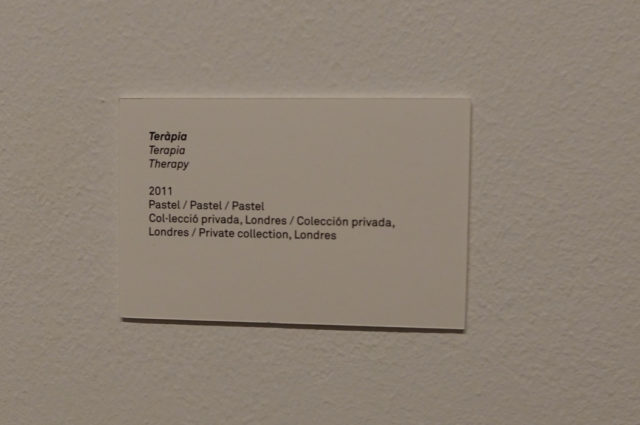 Teràpia
Terapia
Therapy
2011
Pastel / Pastel / Pastel
Col·lecció privada, Londres / Colección privada,
Londres / Private collection, Londres